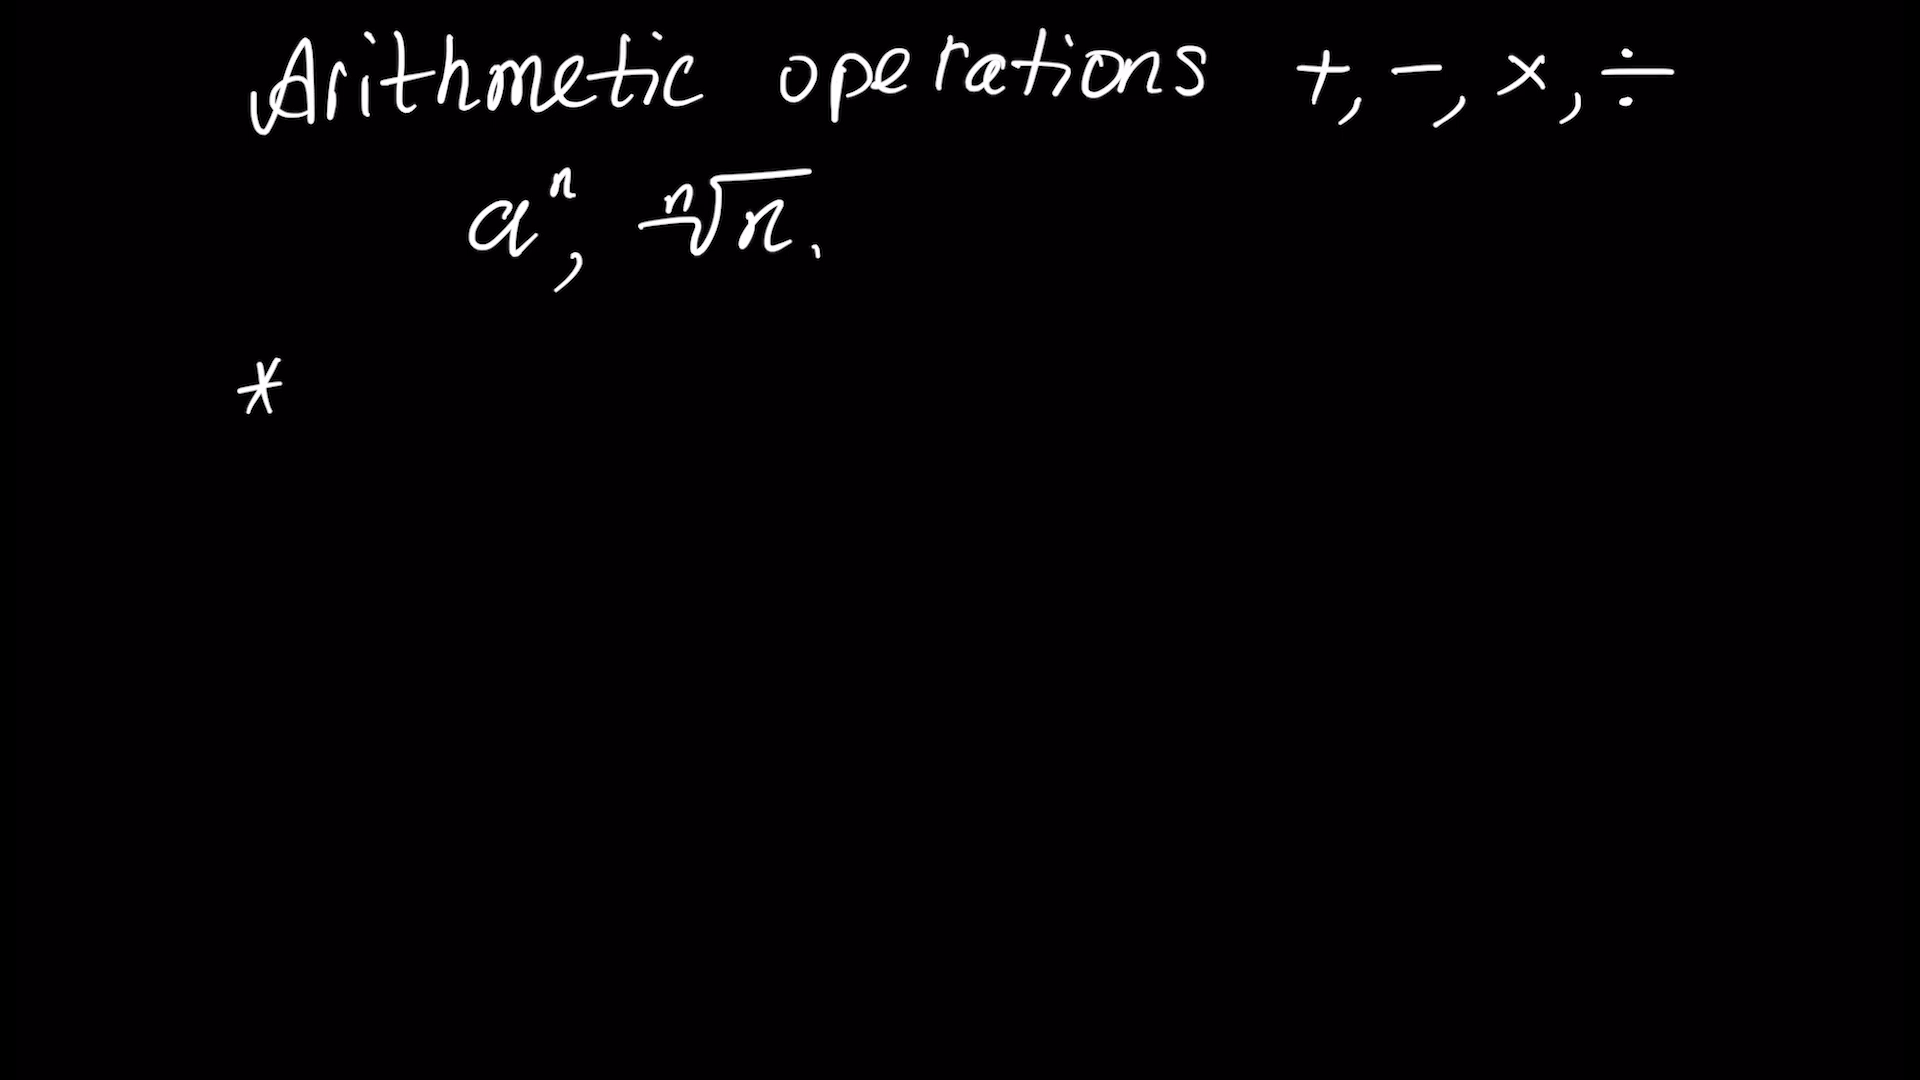 Arithmetic operations +, -, ×, ÷
aⁿ, ⁿ√n.
*